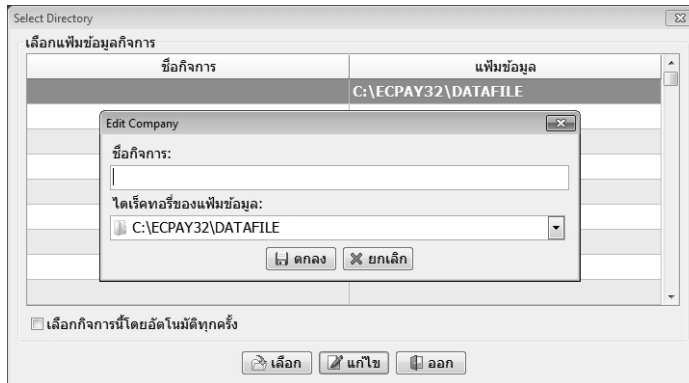 Select Directory
เลือกแฟ้มข้อมูลกิจการ
ชื่อกิจการ แฟ้มข้อมูล
C:\ECPAY32\DATAFILE
Edit Company
ชื่อกิจการ:
ไดเร็คทอรี่ของแฟ้มข้อมูล:
C:\ECPAY32\DATAFILE
ตกลง ยกเลิก
เลือกกิจการนี้โดยอัตโนมัติทุกครั้ง
เลือก แก้ไข ออก